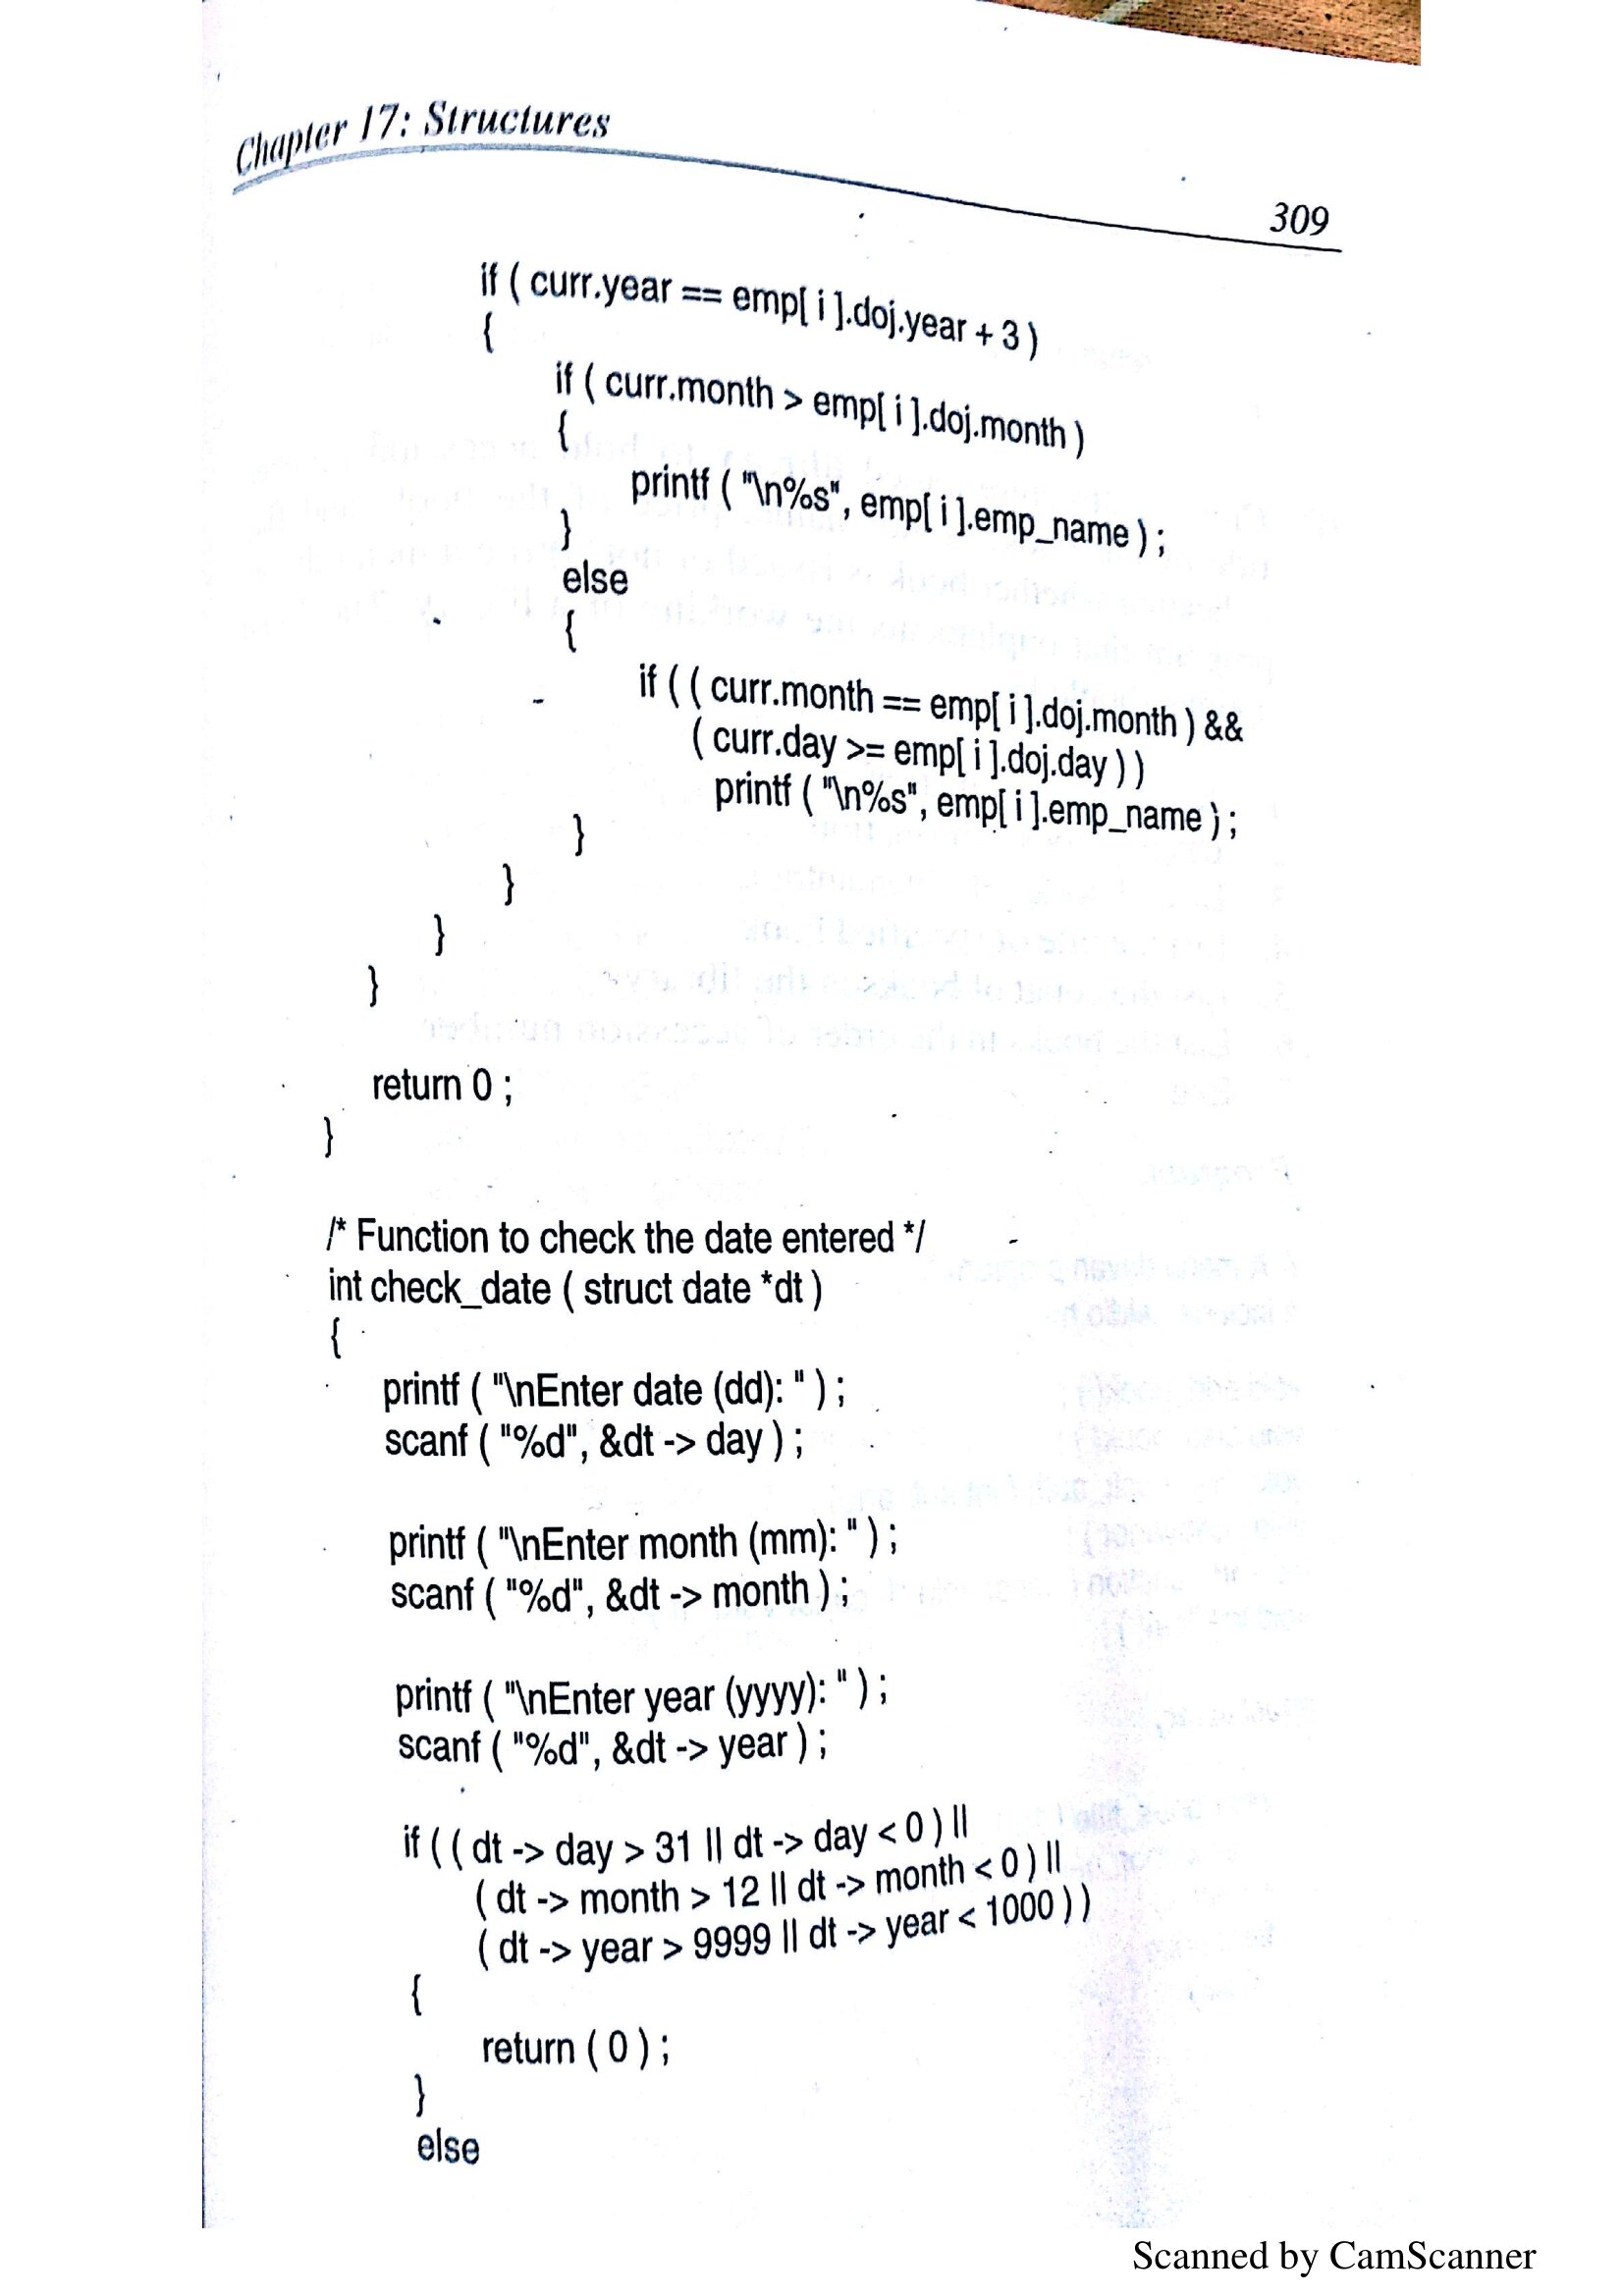 Chapter 17: Structures
309
if ( curr.year == emp[ i ].doj.year + 3 )
{
if ( curr.month > emp[ i ].doj.month )
{
printf ( "\n%s", emp[ i ].emp_name ) ;
}
else
{
if ( ( curr.month == emp[ i ].doj.month ) &&
( curr.day >= emp[ i ].doj.day ) )
printf ( "\n%s", emp[ i ].emp_name ) ;
}
}
}
}
return 0 ;
}
/* Function to check the date entered */
int check_date ( struct date *dt )
{
printf ( "\nEnter date (dd): " ) ;
scanf ( "%d", &dt -> day ) ;
printf ( "\nEnter month (mm): " ) ;
scanf ( "%d", &dt -> month ) ;
printf ( "\nEnter year (yyyy): " ) ;
scanf ( "%d", &dt -> year ) ;
if ( ( dt -> day > 31 || dt -> day < 0 ) ||
( dt -> month > 12 || dt -> month < 0 ) ||
( dt -> year > 9999 || dt -> year < 1000 ) )
{
return ( 0 ) ;
}
else
Scanned by CamScanner